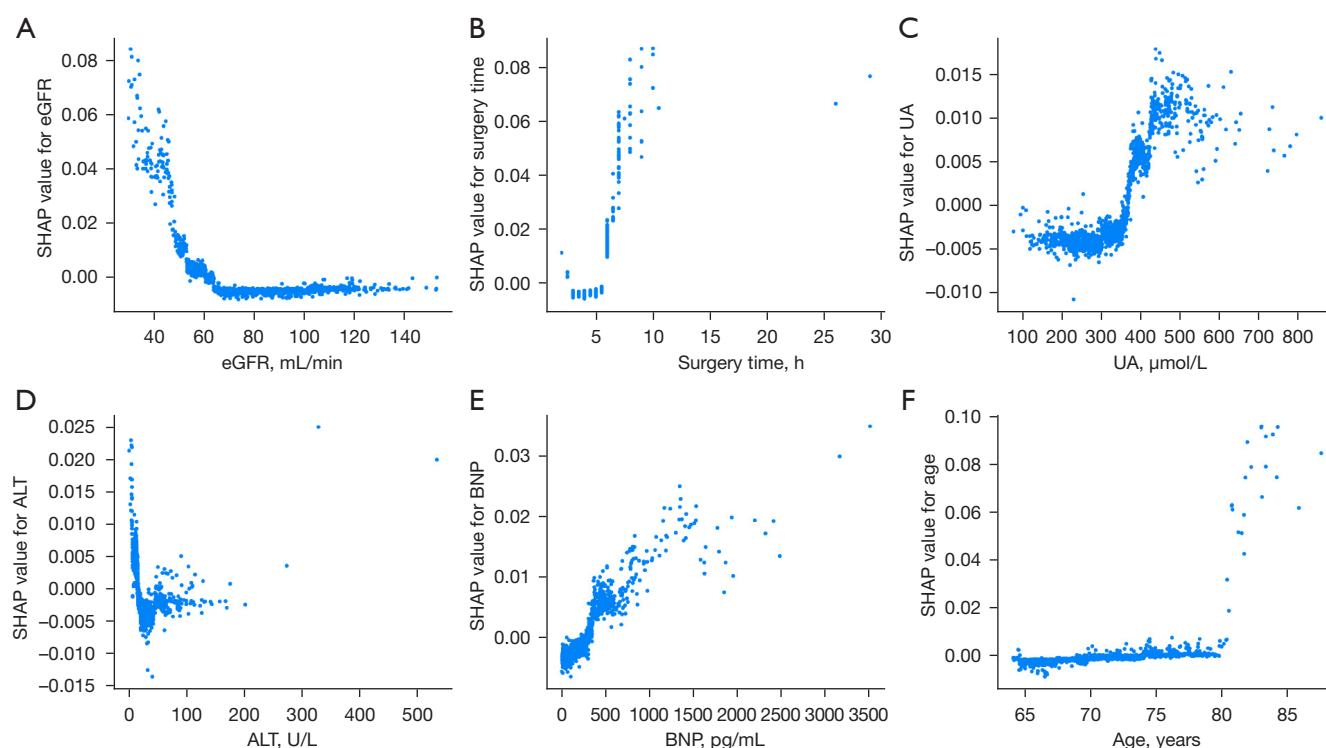 A
SHAP value for eGFR
0.08
0.06
0.04
0.02
0.00
40 60 80 100 120 140
eGFR, mL/min
B
SHAP value for surgery time
0.08
0.06
0.04
0.02
0.00
5 10 15 20 25 30
Surgery time, h
C
SHAP value for UA
0.015
0.010
0.005
0.000
−0.005
−0.010
100 200 300 400 500 600 700 800
UA, μmol/L
D
SHAP value for ALT
0.025
0.020
0.015
0.010
0.005
0.000
−0.005
−0.010
−0.015
0 100 200 300 400 500
ALT, U/L
E
SHAP value for BNP
0.03
0.02
0.01
0.00
0 500 1000 1500 2000 2500 3000 3500
BNP, pg/mL
F
SHAP value for age
0.10
0.08
0.06
0.04
0.02
0.00
65 70 75 80 85
Age, years